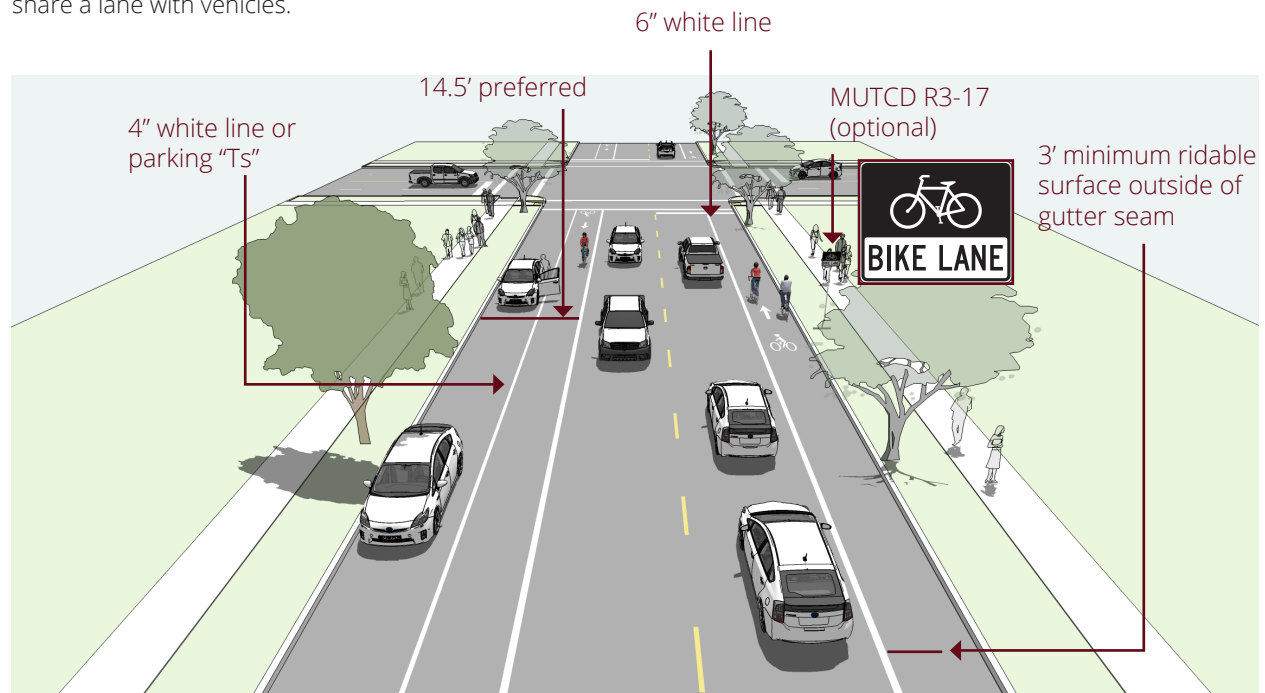 share a lane with vehicles.
6” white line
14.5’ preferred
MUTCD R3-17
(optional)
4” white line or
parking “Ts”
3’ minimum ridable
surface outside of
gutter seam
BIKE LANE